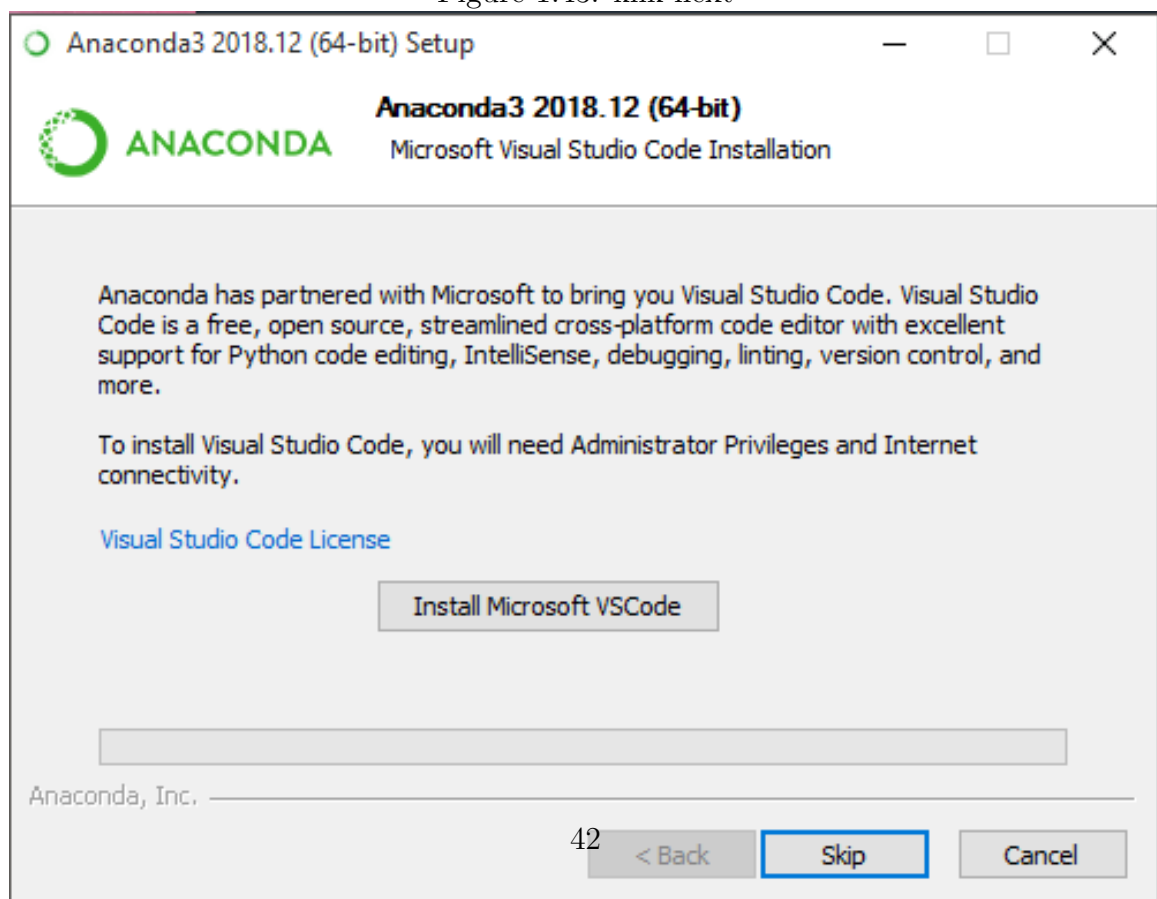 Anaconda3 2018.12 (64-bit) Setup
ANACONDA
Anaconda3 2018.12 (64-bit)
Microsoft Visual Studio Code Installation
Anaconda has partnered with Microsoft to bring you Visual Studio Code. Visual Studio
Code is a free, open source, streamlined cross-platform code editor with excellent
support for Python code editing, IntelliSense, debugging, linting, version control, and
more.
To install Visual Studio Code, you will need Administrator Privileges and Internet
connectivity.
Visual Studio Code License
Install Microsoft VSCode
Anaconda, Inc.
42
< Back
Skip
Cancel